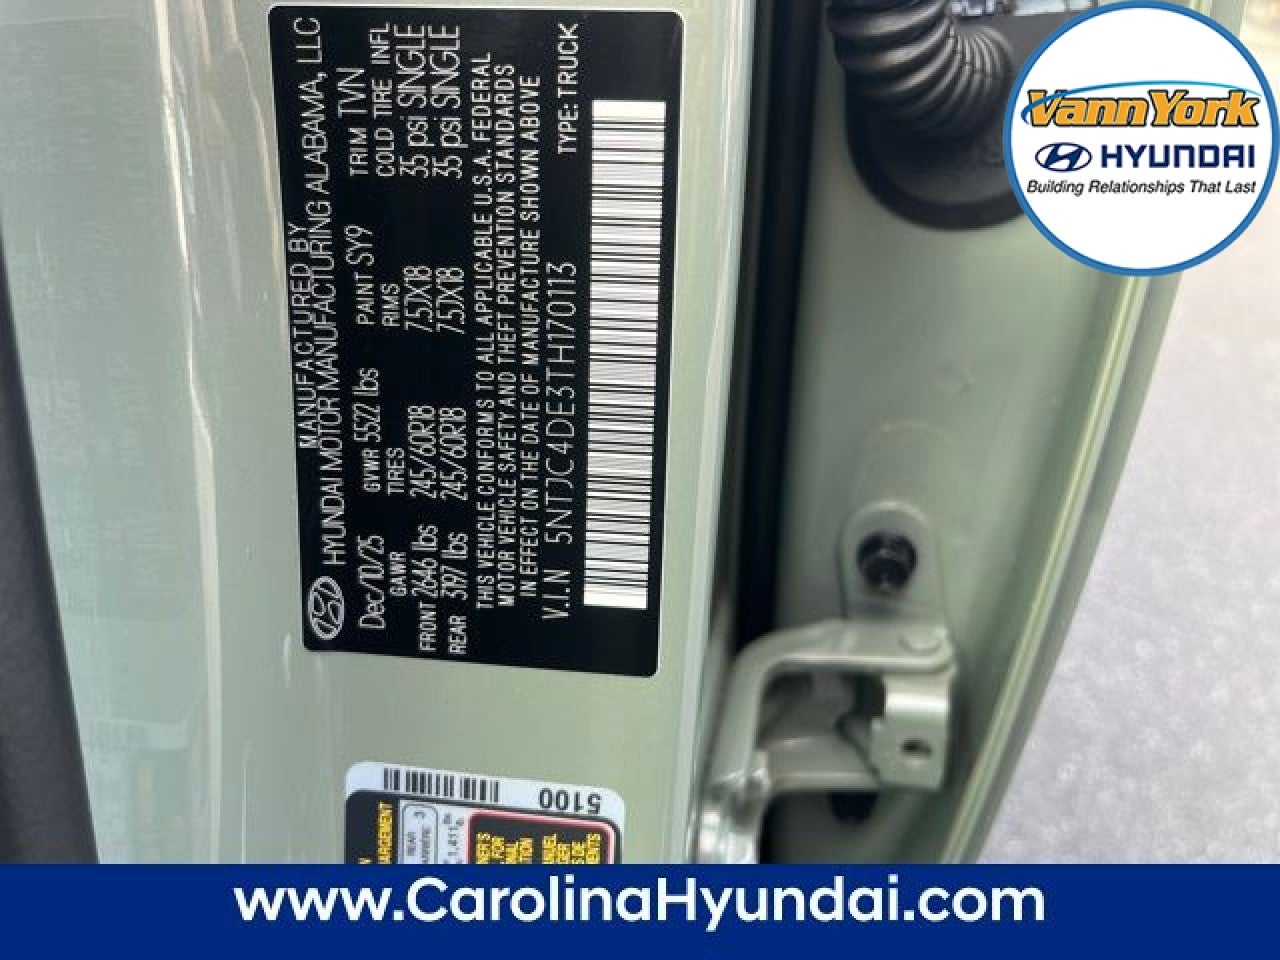 MANUFACTURED BY
HYUNDAI MOTOR MANUFACTURING ALABAMA, LLC
Dec/10/25 GVWR 5522 lbs PAINT SY9 TRIM TVN
GAWR TIRES RIMS COLD TIRE INFL
FRONT 2646 lbs 245/60R18 7.5JX18 35 psi SINGLE
REAR 3197 lbs 245/60R18 7.5JX18 35 psi SINGLE
THIS VEHICLE CONFORMS TO ALL APPLICABLE U.S.A. FEDERAL
MOTOR VEHICLE SAFETY AND THEFT PREVENTION STANDARDS
IN EFFECT ON THE DATE OF MANUFACTURE SHOWN ABOVE
V.I.N 5NTJC4DE3TH170113 TYPE: TRUCK
VannYork
HYUNDAI
Building Relationships That Last
5100
REAR 3
1,411
www.CarolinaHyundai.com